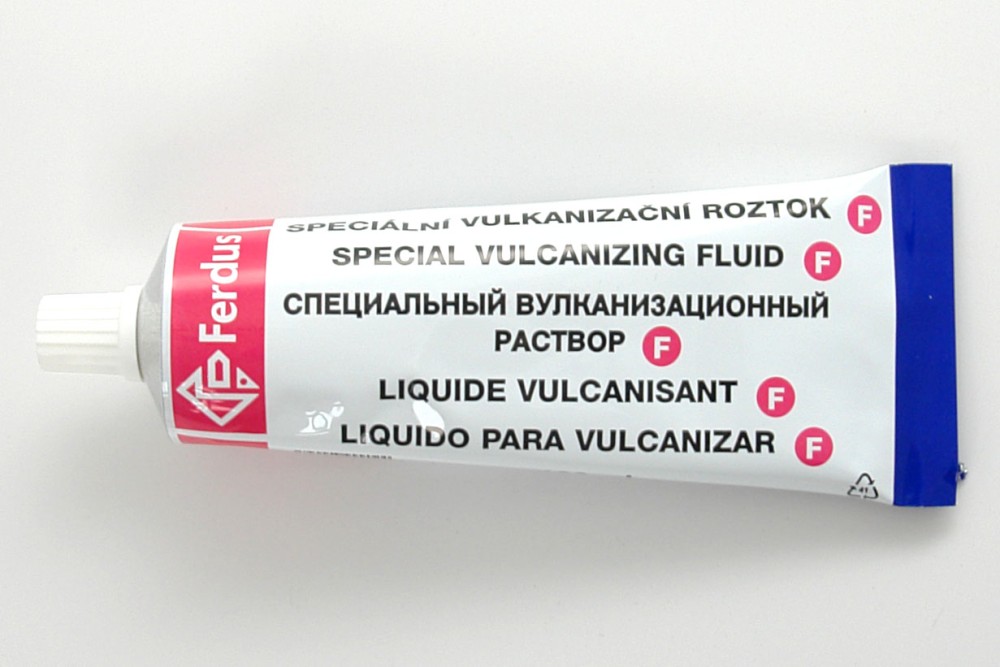 Ferdus
SPECIÁLNÍ VULKANIZAČNÍ ROZTOK F
SPECIAL VULCANIZING FLUID F
СПЕЦИАЛЬНЫЙ ВУЛКАНИЗАЦИОННЫЙ
РАСТВОР F
LIQUIDE VULCANISANT F
LIQUIDO PARA VULCANIZAR F